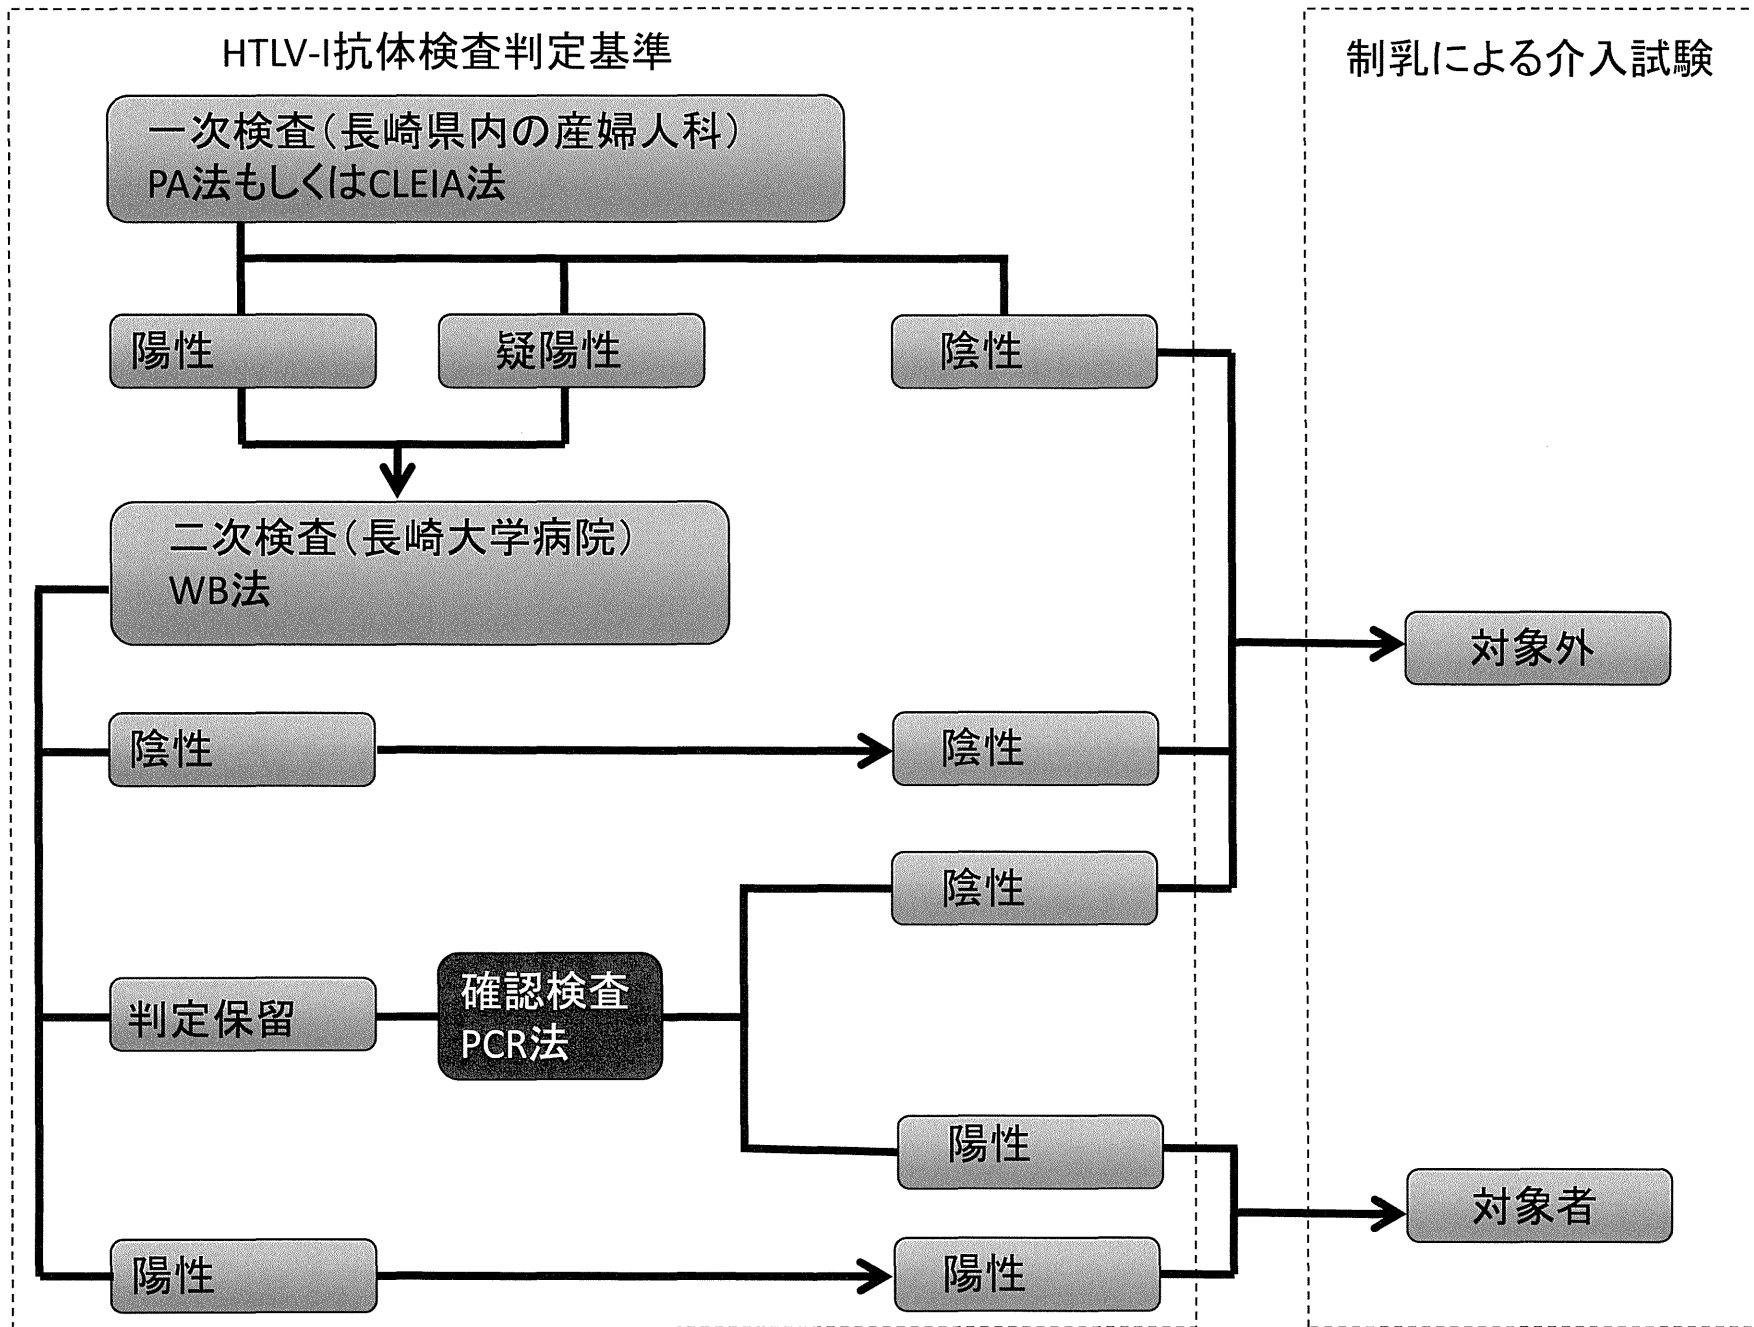 HTLV-I抗体検査判定基準
制乳による介入試験
一次検査(長崎県内の産婦人科)
PA法もしくはCLEIA法
陽性
疑陽性
陰性
二次検査(長崎大学病院)
WB法
対象外
陰性
陰性
陰性
判定保留
確認検査
PCR法
陽性
対象者
陽性
陽性